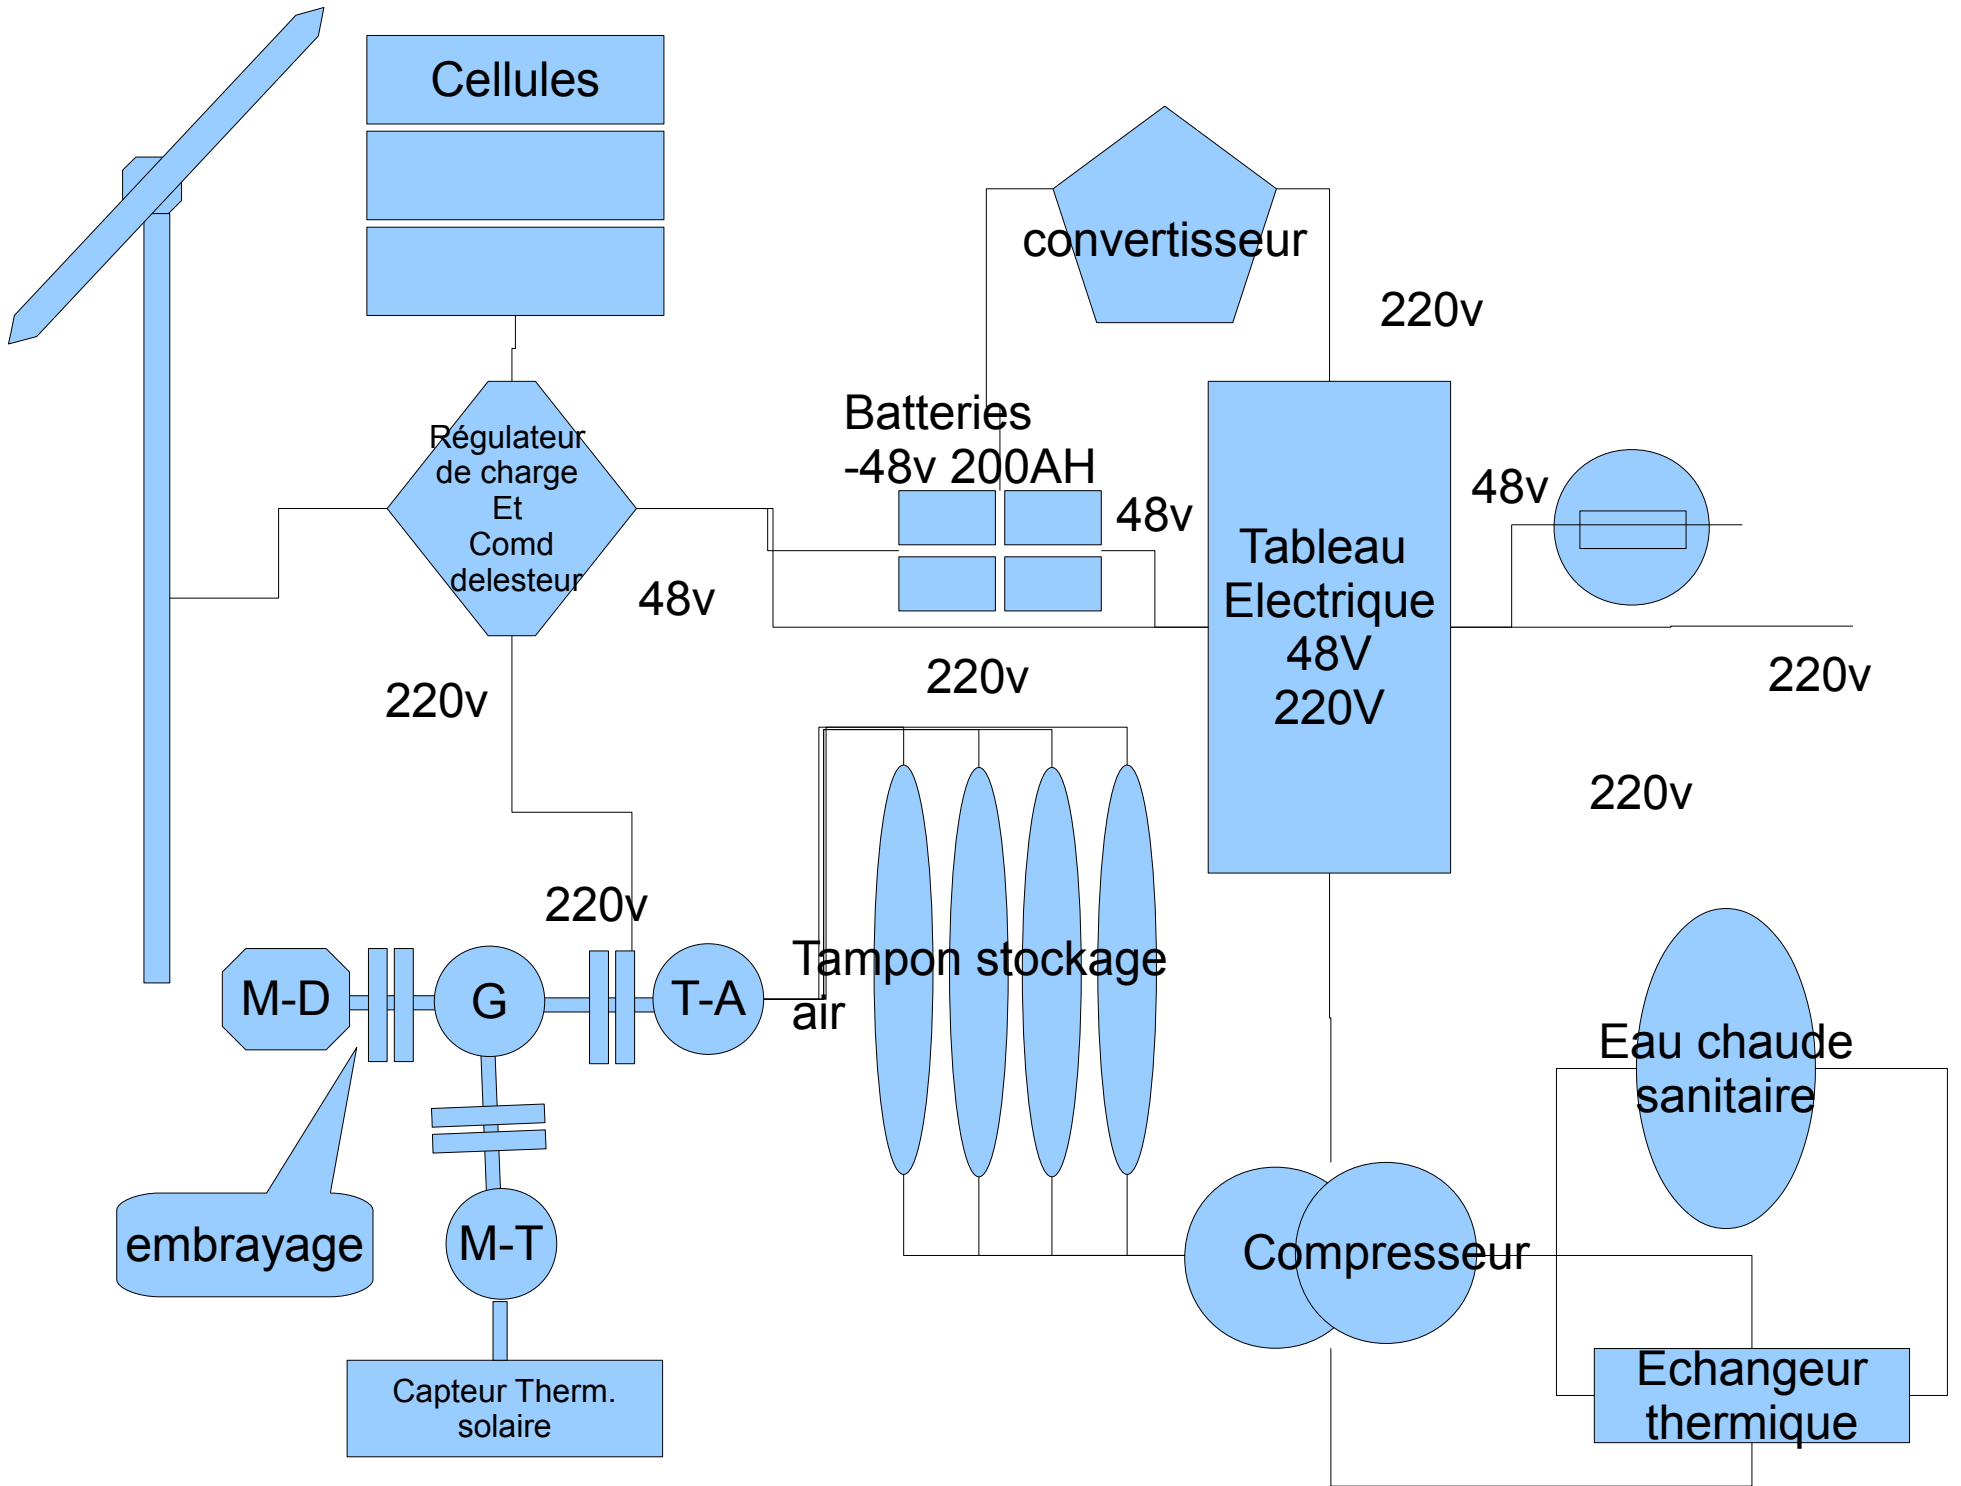 Cellules
convertisseur
220v
Batteries
-48v 200AH
Régulateur
de charge
Et
Comd
delesteur
48v
48v
48v
Tableau
Electrique
48V
220V
220v
220v
220v
220v
220v
M-D
G
T-A
Tampon stockage
air
Eau chaude
sanitaire
embrayage
M-T
Compresseur
Capteur Therm.
solaire
Echangeur
thermique